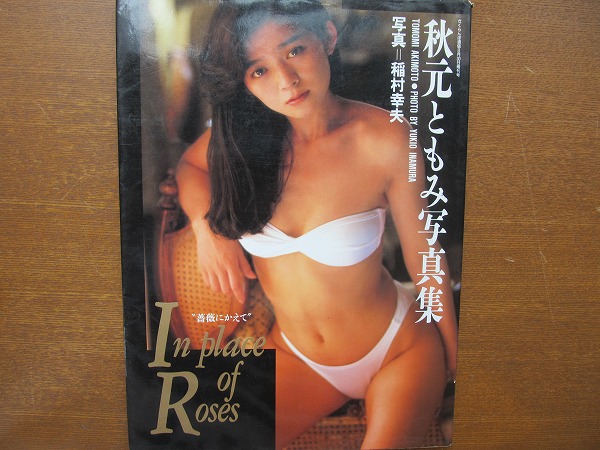 秋元ともみ写真集
TOMOMI AKIMOTO ● PHOTO BY YUKIO INAMURA
写真＝稲村幸夫
"薔薇にかえて"
In place
of
Roses